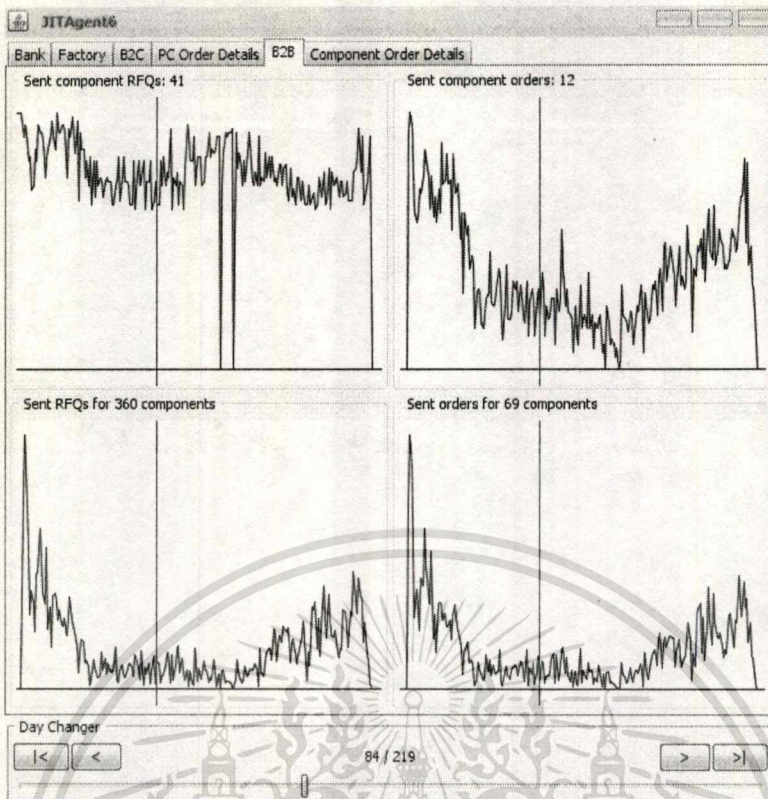 JITAgent6
Bank Factory B2C PC Order Details B2B Component Order Details
Sent component RFQs: 41
Sent component orders: 12
Sent RFQs for 360 components
Sent orders for 69 components
Day Changer
|< < 84 / 219 > >|